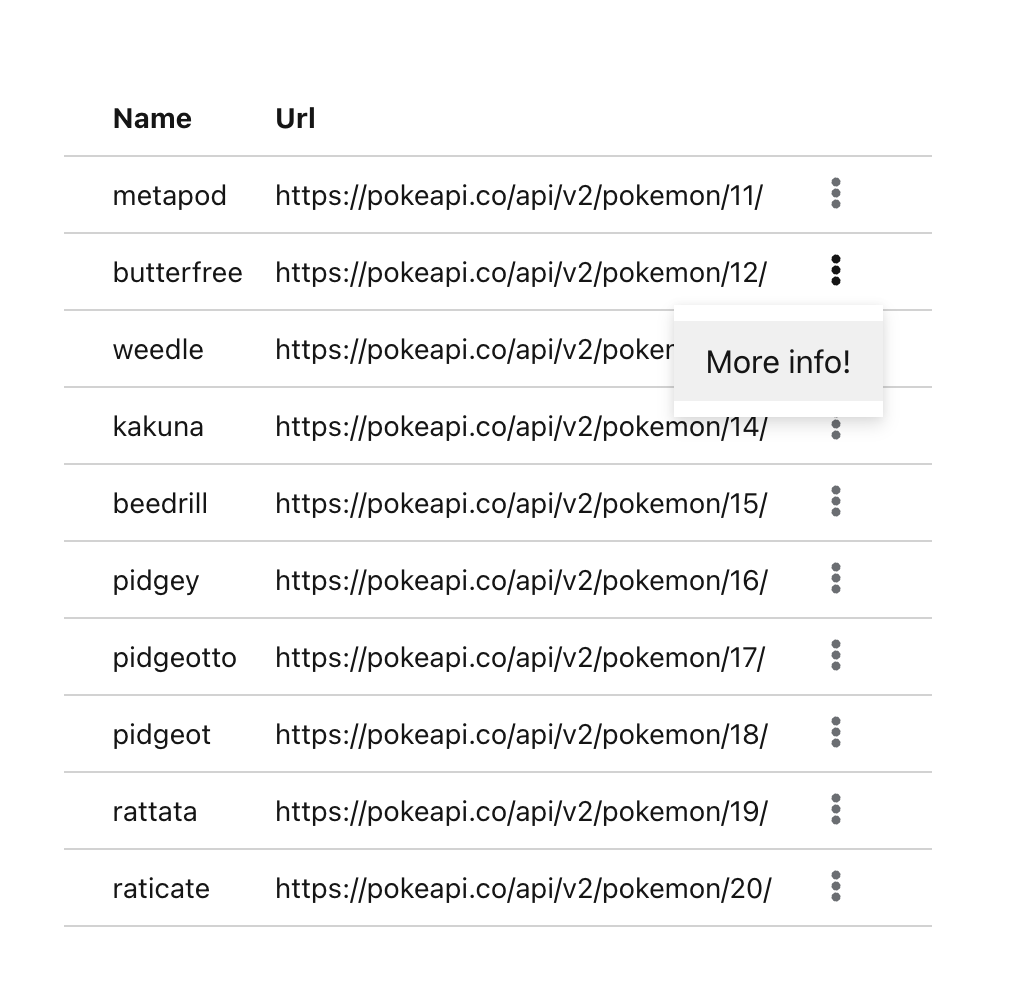 Name Url
metapod https://pokeapi.co/api/v2/pokemon/11/
butterfree https://pokeapi.co/api/v2/pokemon/12/
weedle https://pokeapi.co/api/v2/poke
More info!
kakuna https://pokeapi.co/api/v2/pokemon/14/
beedrill https://pokeapi.co/api/v2/pokemon/15/
pidgey https://pokeapi.co/api/v2/pokemon/16/
pidgeotto https://pokeapi.co/api/v2/pokemon/17/
pidgeot https://pokeapi.co/api/v2/pokemon/18/
rattata https://pokeapi.co/api/v2/pokemon/19/
raticate https://pokeapi.co/api/v2/pokemon/20/